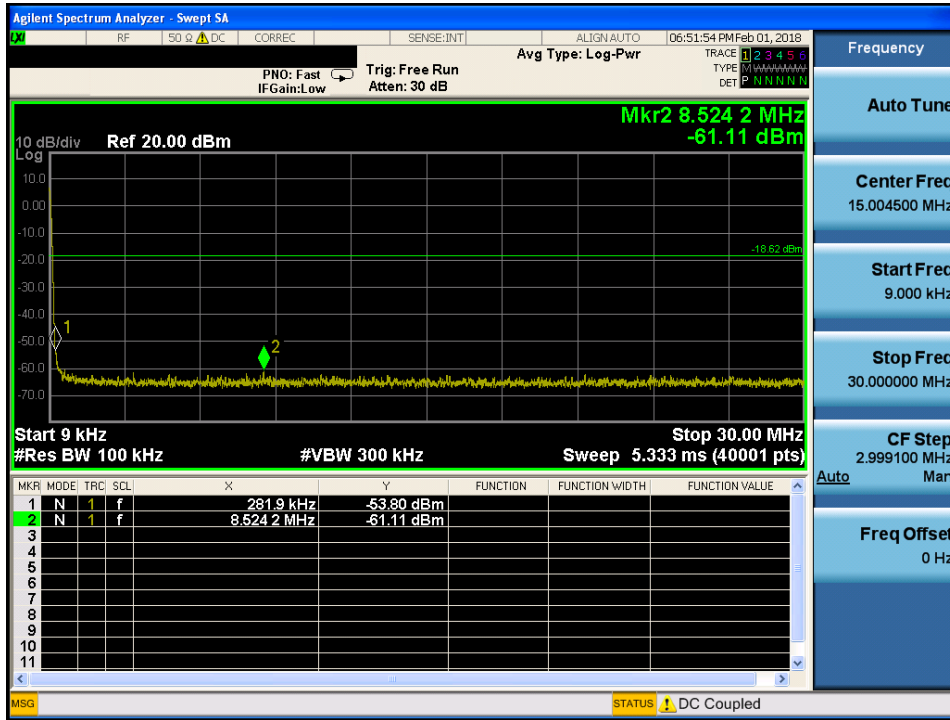 Agilent Spectrum Analyzer - Swept SA
LXI RF 50 Ω DC CORREC SENSE:INT ALIGN AUTO 06:51:54 PM Feb 01, 2018
Avg Type: Log-Pwr TRACE 1 2 3 4 5 6
PNO: Fast Trig: Free Run TYPE M W W W W W
IFGain:Low Atten: 30 dB DET P N N N N N
Mkr2 8.524 2 MHz
10 dB/div Ref 20.00 dBm -61.11 dBm
Log
10.0
0.00
-10.0
-18.62 dBm
-20.0
-30.0
-40.0
1
-50.0
2
-60.0
-70.0
Start 9 kHz Stop 30.00 MHz
#Res BW 100 kHz #VBW 300 kHz Sweep 5.333 ms (40001 pts)
MKR MODE TRC SCL X Y FUNCTION FUNCTION WIDTH FUNCTION VALUE
1 N 1 f 281.9 kHz -53.80 dBm
2 N 1 f 8.524 2 MHz -61.11 dBm
3
4
5
6
7
8
9
10
11
MSG STATUS DC Coupled
Frequency
Auto Tune
Center Freq
15.004500 MHz
Start Freq
9.000 kHz
Stop Freq
30.000000 MHz
CF Step
2.999100 MHz
Auto Man
Freq Offset
0 Hz